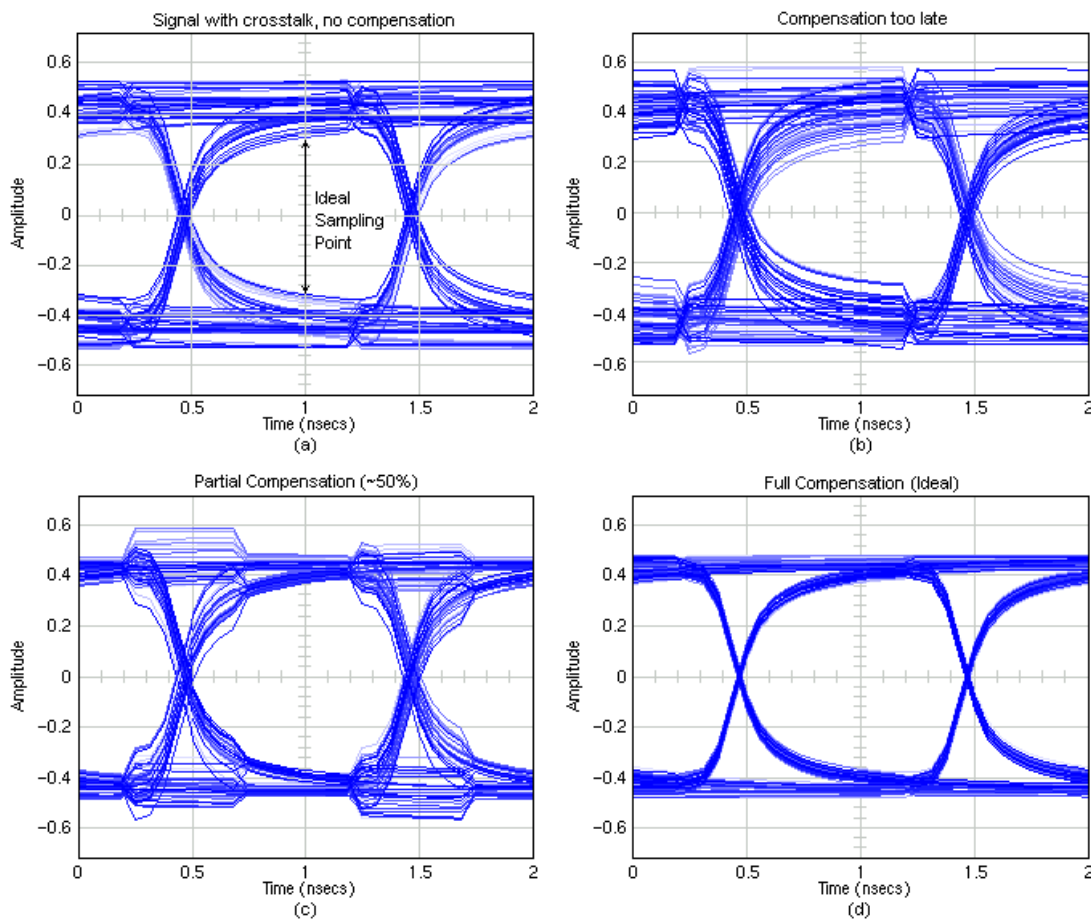 Signal with crosstalk, no compensation
0.6
0.4
0.2
0
−0.2
−0.4
−0.6
Amplitude
Ideal
Sampling
Point
0
0.5
1
1.5
2
Time (nsecs)
(a)
Compensation too late
0.6
0.4
0.2
0
−0.2
−0.4
−0.6
Amplitude
0
0.5
1
1.5
2
Time (nsecs)
(b)
Partial Compensation (~50%)
0.6
0.4
0.2
0
−0.2
−0.4
−0.6
Amplitude
0
0.5
1
1.5
2
Time (nsecs)
(c)
Full Compensation (Ideal)
0.6
0.4
0.2
0
−0.2
−0.4
−0.6
Amplitude
0
0.5
1
1.5
2
Time (nsecs)
(d)